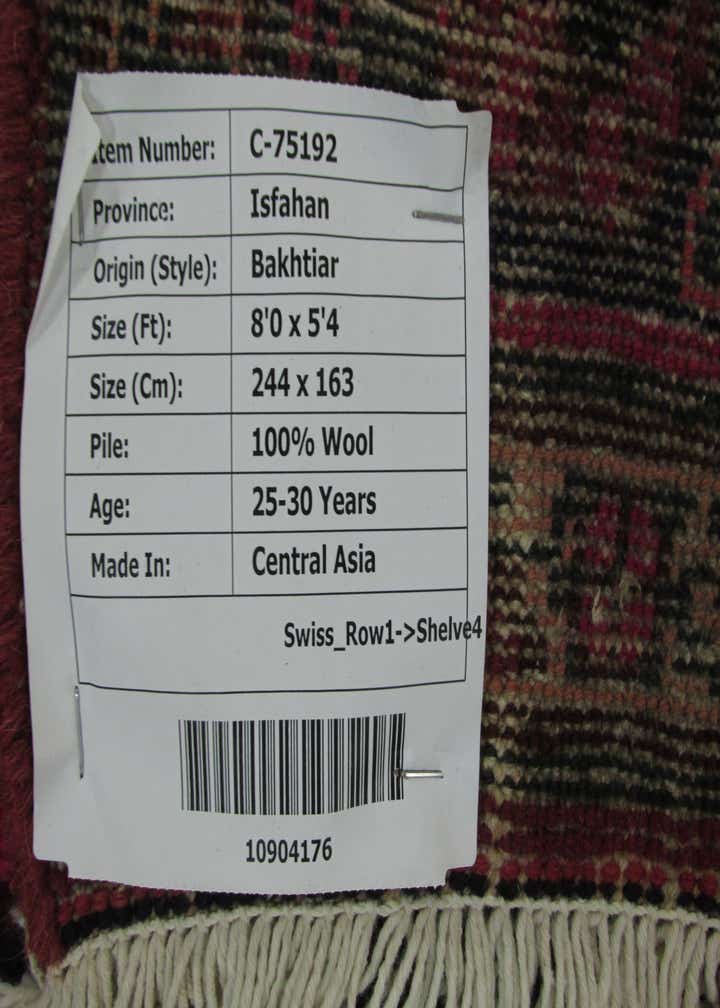 Item Number: C-75192
Province: Isfahan
Origin (Style): Bakhtiar
Size (Ft): 8'0 x 5'4
Size (Cm): 244 x 163
Pile: 100% Wool
Age: 25-30 Years
Made In: Central Asia
Swiss_Row1->Shelve4
10904176